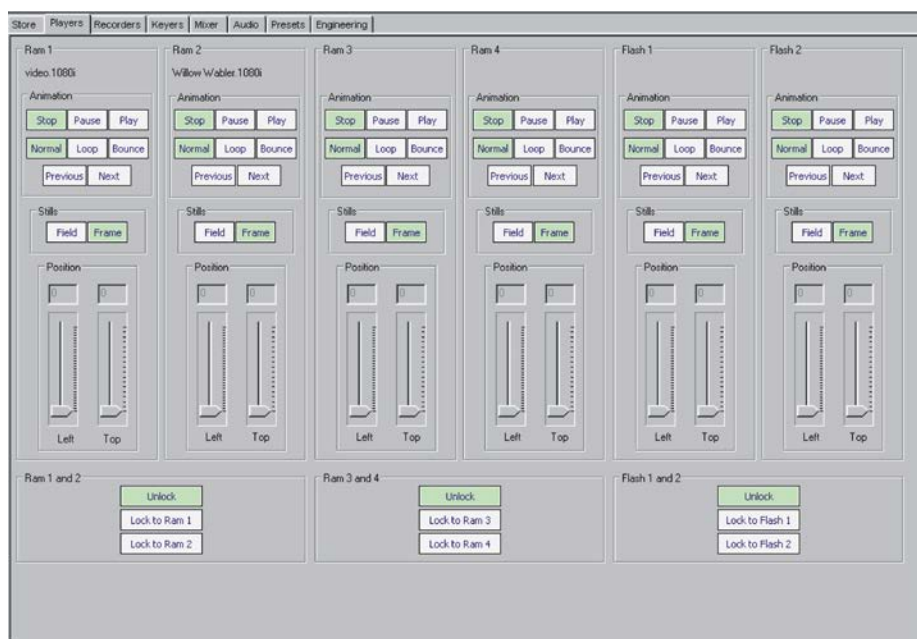 Store Players Recorders Keyers Mixer Audio Presets Engineering
Ram 1 Ram 2 Ram 3 Ram 4 Flash 1 Flash 2
video.1080i Willow Wabler.1080i
Animation Animation Animation Animation Animation Animation
Stop Pause Play Stop Pause Play Stop Pause Play Stop Pause Play Stop Pause Play Stop Pause Play
Normal Loop Bounce Normal Loop Bounce Normal Loop Bounce Normal Loop Bounce Normal Loop Bounce Normal Loop Bounce
Previous Next Previous Next Previous Next Previous Next Previous Next Previous Next
Stills Stills Stills Stills Stills Stills
Field Frame Field Frame Field Frame Field Frame Field Frame Field Frame
Position Position Position Position Position Position
0 0 0 0 0 0 0 0 0 0 0 0
Left Top Left Top Left Top Left Top Left Top Left Top
Ram 1 and 2 Ram 3 and 4 Flash 1 and 2
Unlock Unlock Unlock
Lock to Ram 1 Lock to Ram 3 Lock to Flash 1
Lock to Ram 2 Lock to Ram 4 Lock to Flash 2